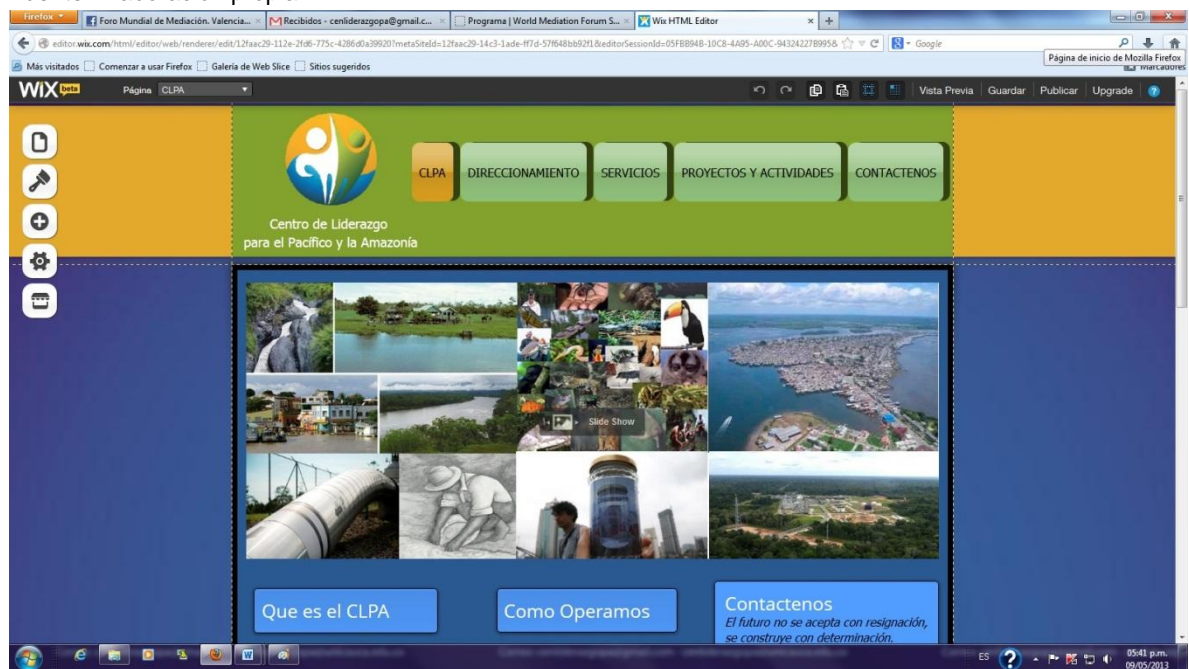 Firefox
Foro Mundial de Mediación. Valencia...
Recibidos - cenliderazgopa@gmail.c...
Programa | World Mediation Forum S...
Wix HTML Editor
Google
Página de inicio de Mozilla Firefox
Más visitados
Comenzar a usar Firefox
Galería de Web Slice
Sitios sugeridos
Marcadores
WiX beta
Página
CLPA
Vista Previa
Guardar
Publicar
Upgrade
?
CLPA
DIRECCIONAMIENTO
SERVICIOS
PROYECTOS Y ACTIVIDADES
CONTACTENOS
Centro de Liderazgo
para el Pacífico y la Amazonía
Slide Show
Que es el CLPA
Como Operamos
Contactenos
El futuro no se acepta con resignación,
se construye con determinación.
ES
05:41 p.m.
09/05/2013